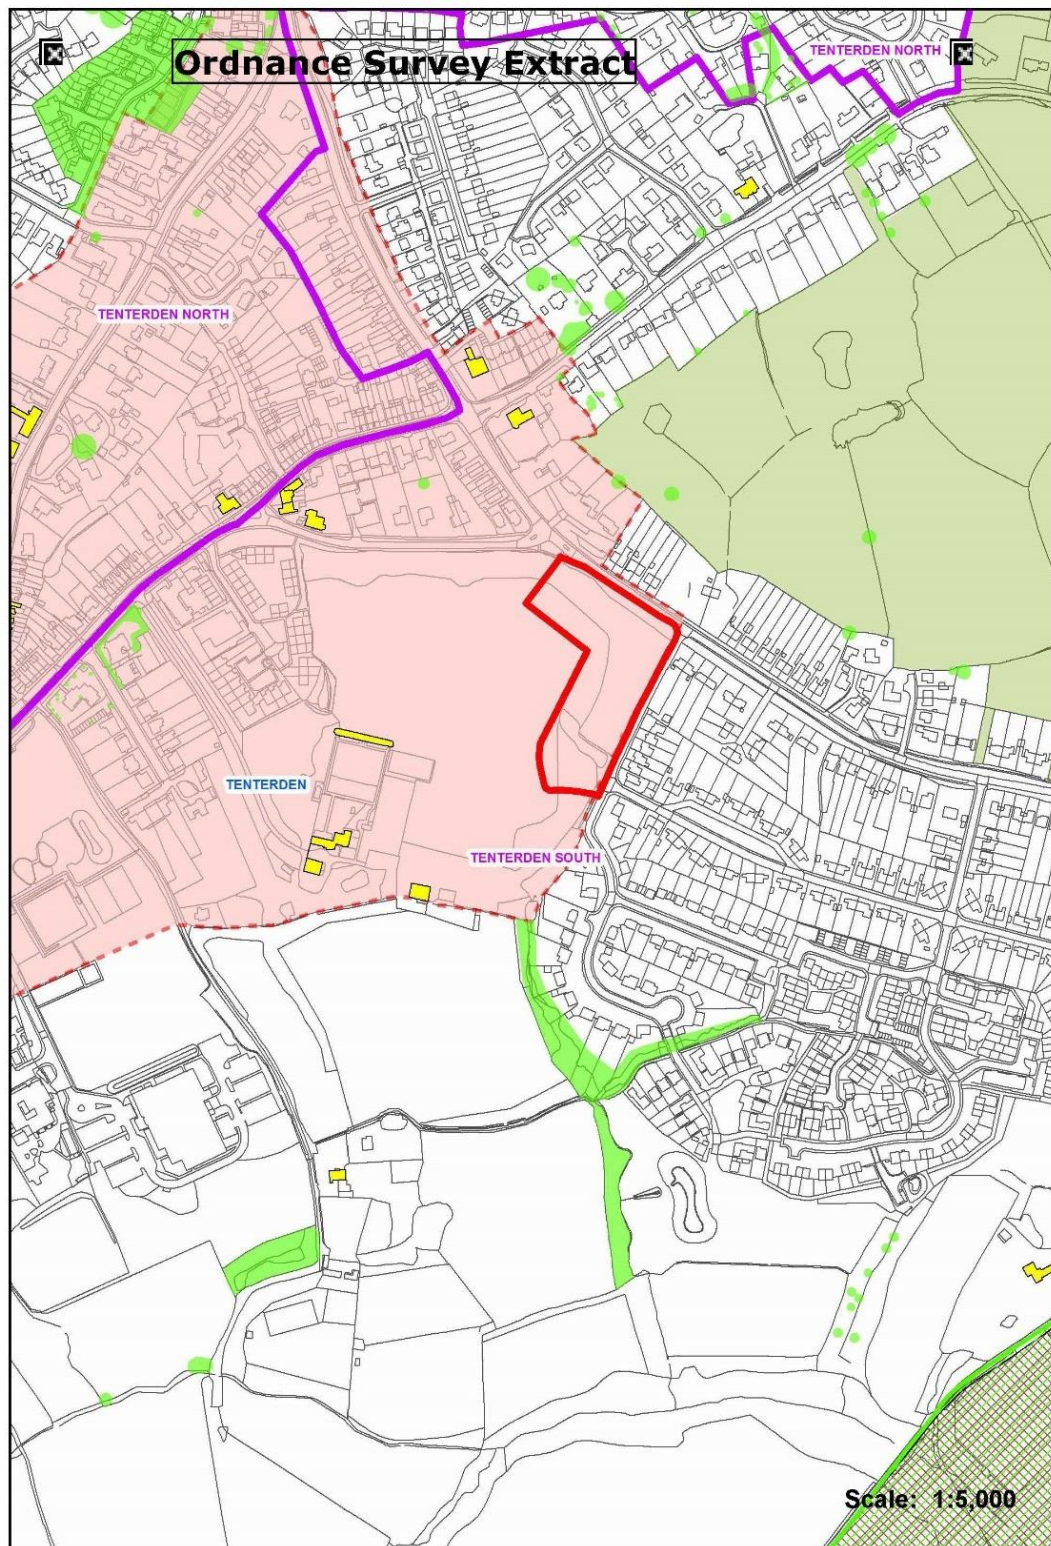 Ordnance Survey Extract
TENTERDEN NORTH
TENTERDEN NORTH
TENTERDEN
TENTERDEN SOUTH
Scale: 1:5,000